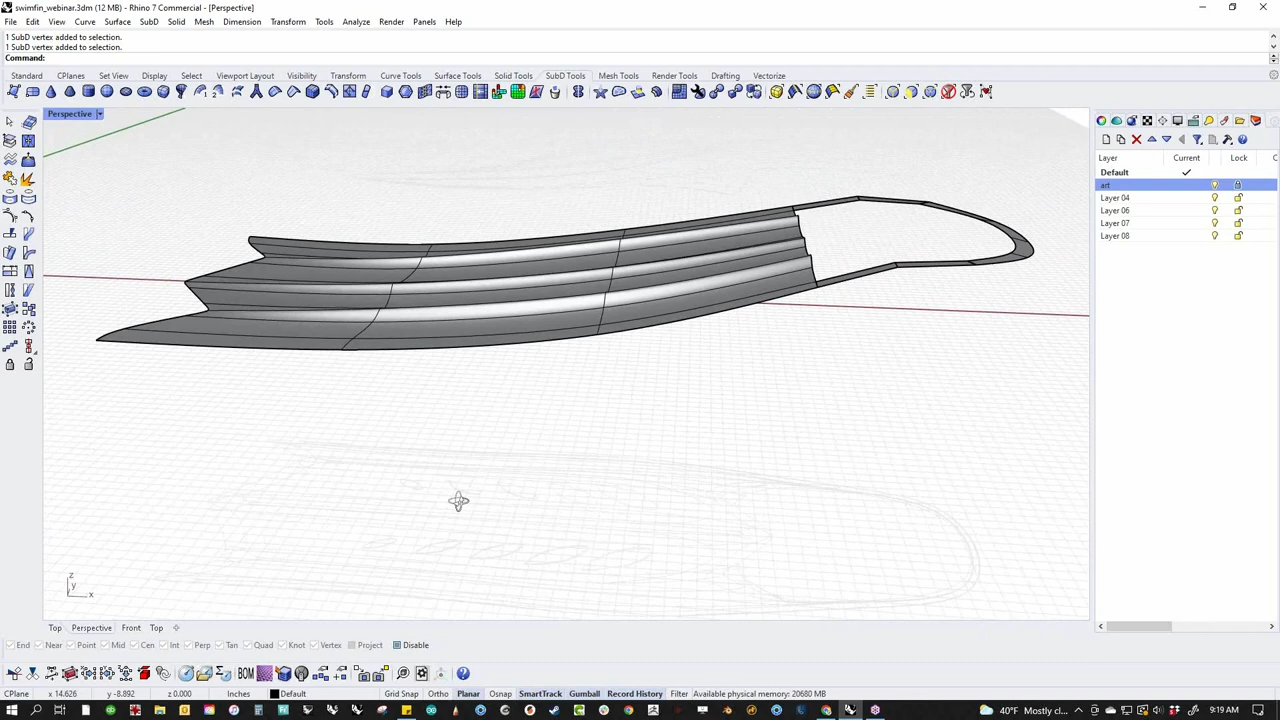 swimfin_webinar.3dm (12 MB) - Rhino 7 Commercial - [Perspective]
File Edit View Curve Surface SubD Solid Mesh Dimension Transform Tools Analyze Render Panels Help
1 SubD vertex added to selection.
1 SubD vertex added to selection.
Command:
Standard CPlanes Set View Display Select Viewport Layout Visibility Transform Curve Tools Surface Tools Solid Tools SubD Tools Mesh Tools Render Tools Drafting Vectorize
Perspective
Layer Current Lock C
Default
art
Layer 04
Layer 06
Layer 07
Layer 08
z
y
x
Top Perspective Front Top
End Near Point Mid Cen Int Perp Tan Quad Knot Vertex Project Disable
BOM
CPlane x 14.626 y -8.892 z 0.000 Inches Default Grid Snap Ortho Planar Osnap SmartTrack Gumball Record History Filter Available physical memory: 20680 MB
40°F Mostly cl... 9:19 AM